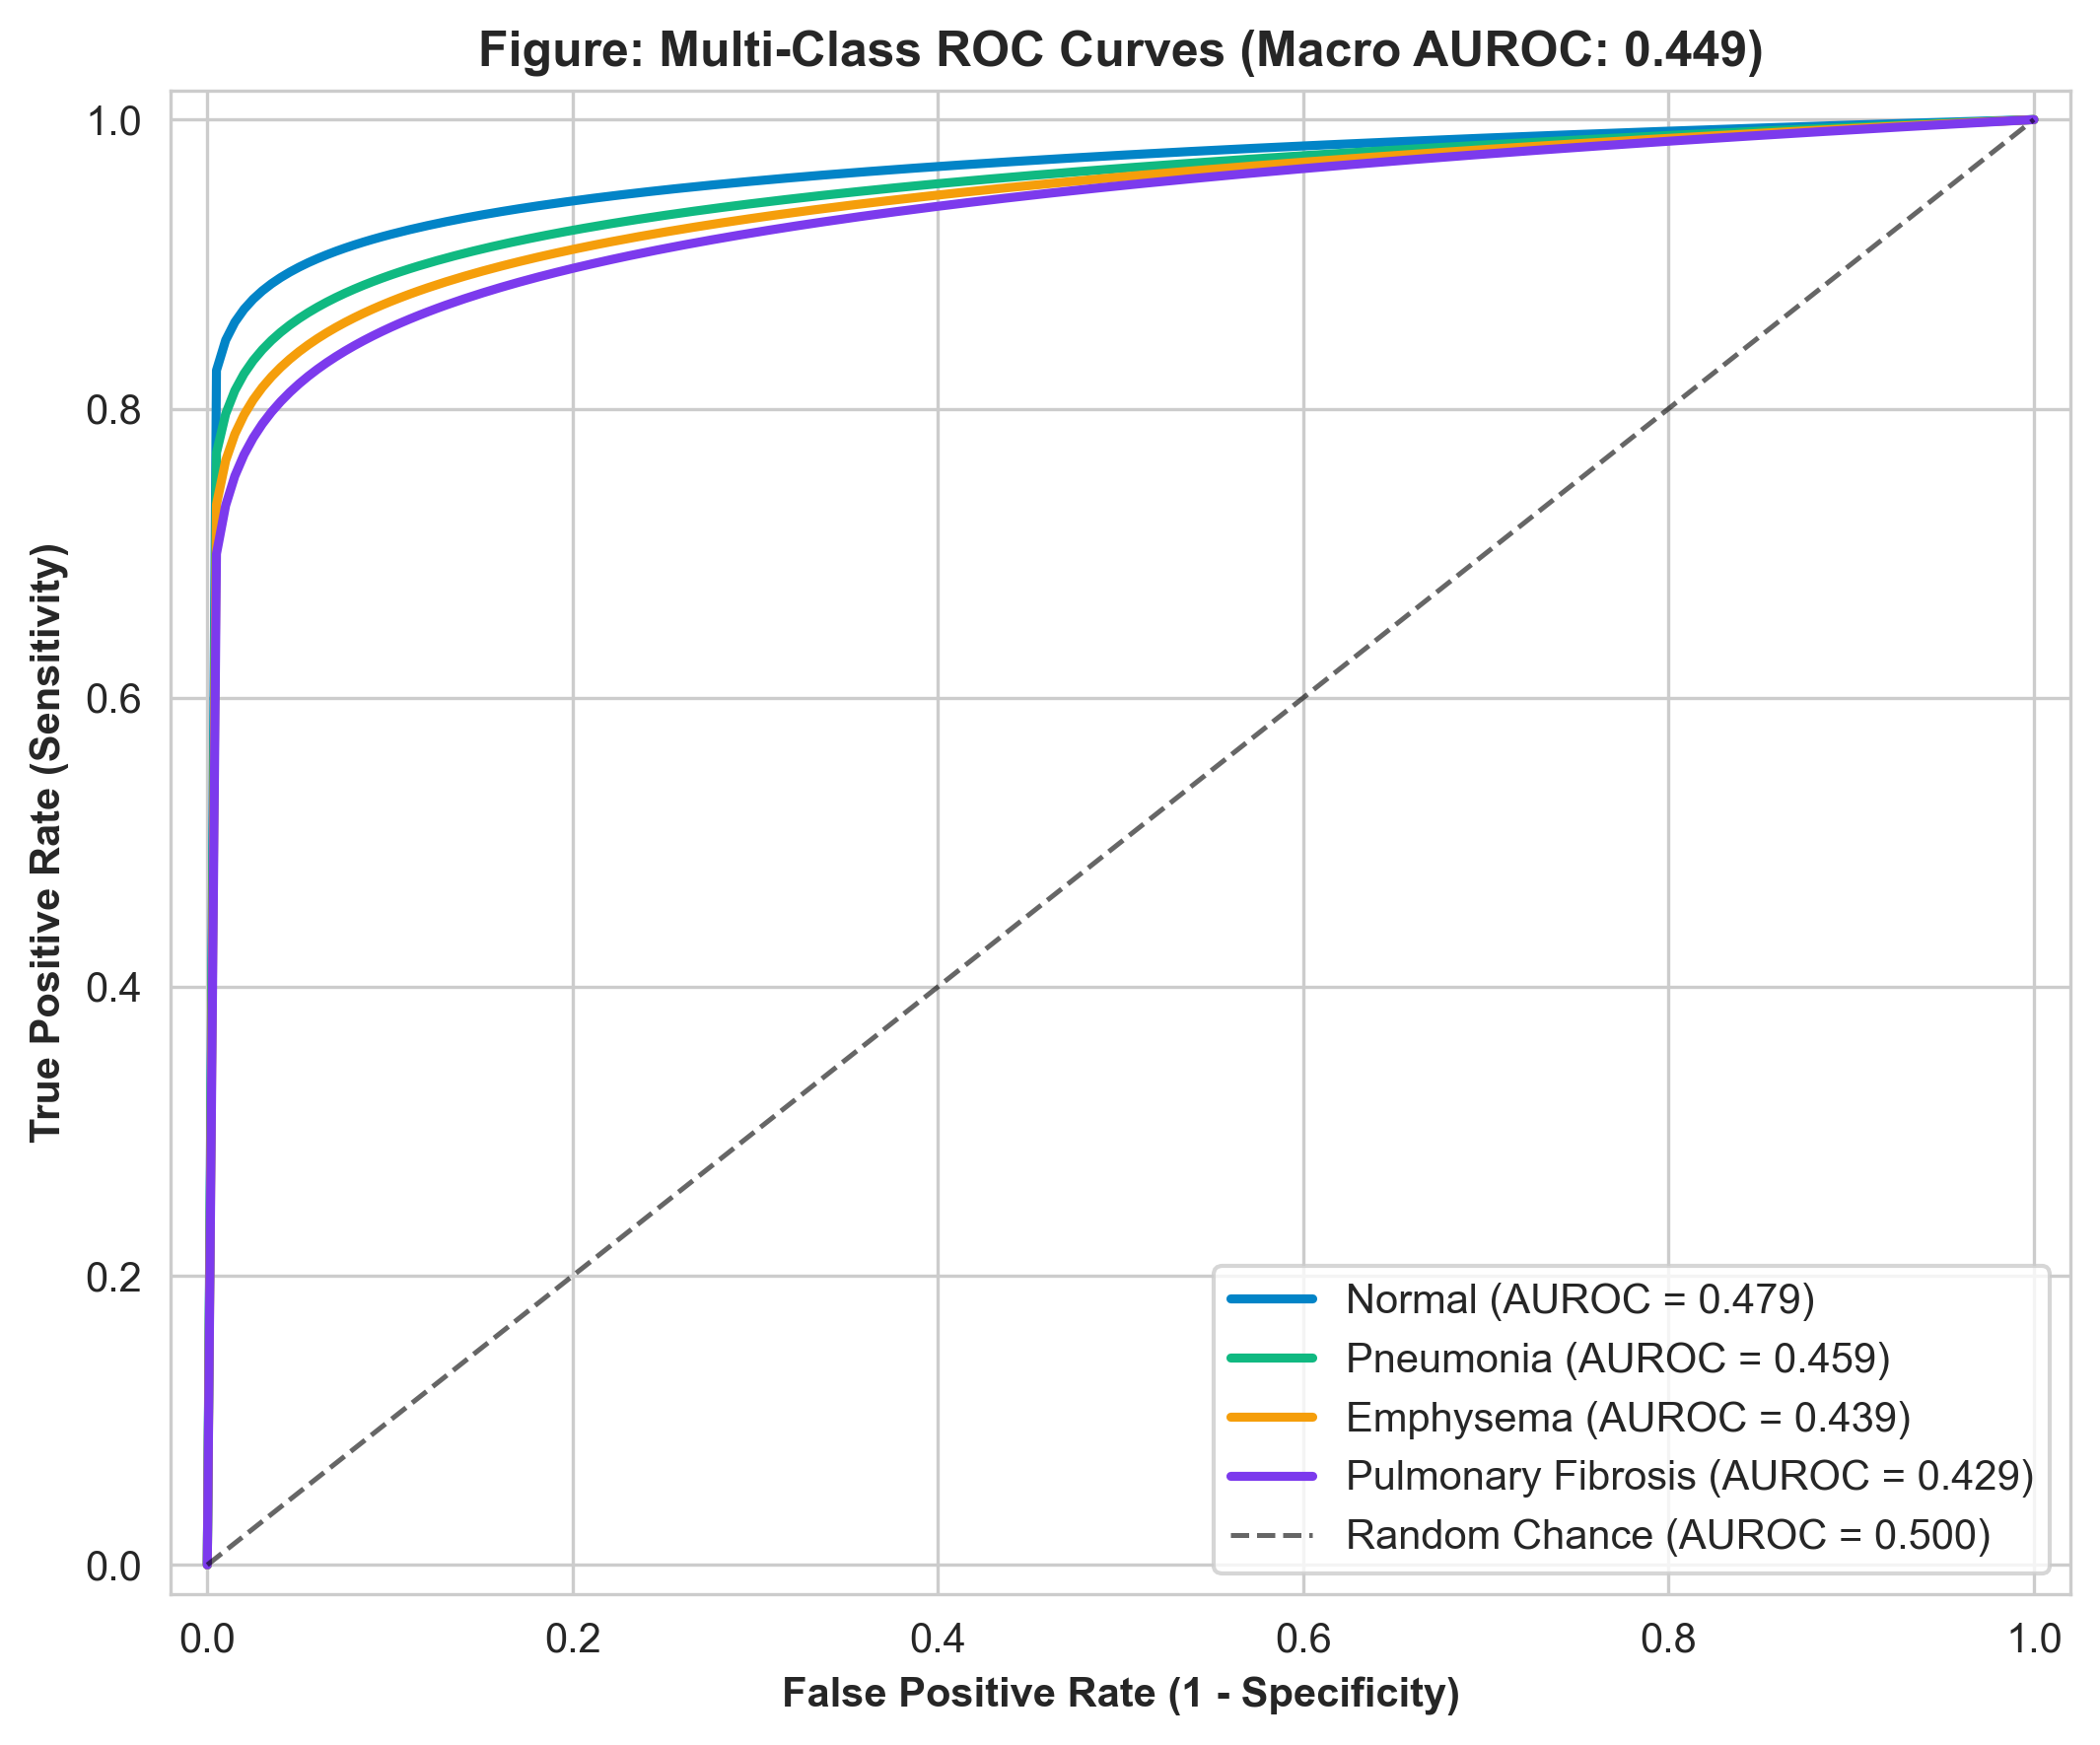 Figure: Multi-Class ROC Curves (Macro AUROC: 0.449)
True Positive Rate (Sensitivity)
1.0
0.8
0.6
0.4
0.2
0.0
Normal (AUROC = 0.479)
Pneumonia (AUROC = 0.459)
Emphysema (AUROC = 0.439)
Pulmonary Fibrosis (AUROC = 0.429)
Random Chance (AUROC = 0.500)
0.0 0.2 0.4 0.6 0.8 1.0
False Positive Rate (1 - Specificity)